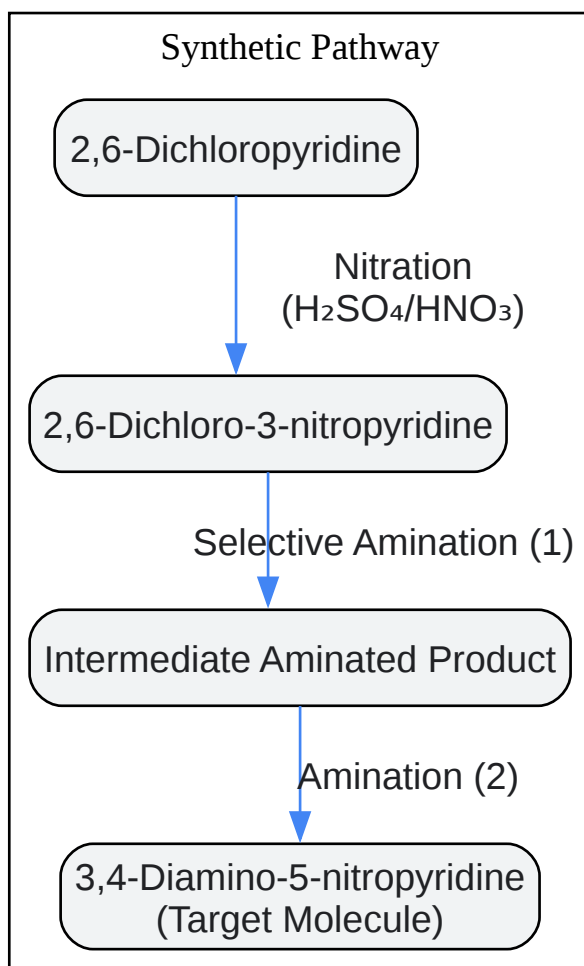 Synthetic Pathway
2,6-Dichloropyridine
Nitration
(H₂SO₄/HNO₃)
2,6-Dichloro-3-nitropyridine
Selective Amination (1)
Intermediate Aminated Product
Amination (2)
3,4-Diamino-5-nitropyridine
(Target Molecule)